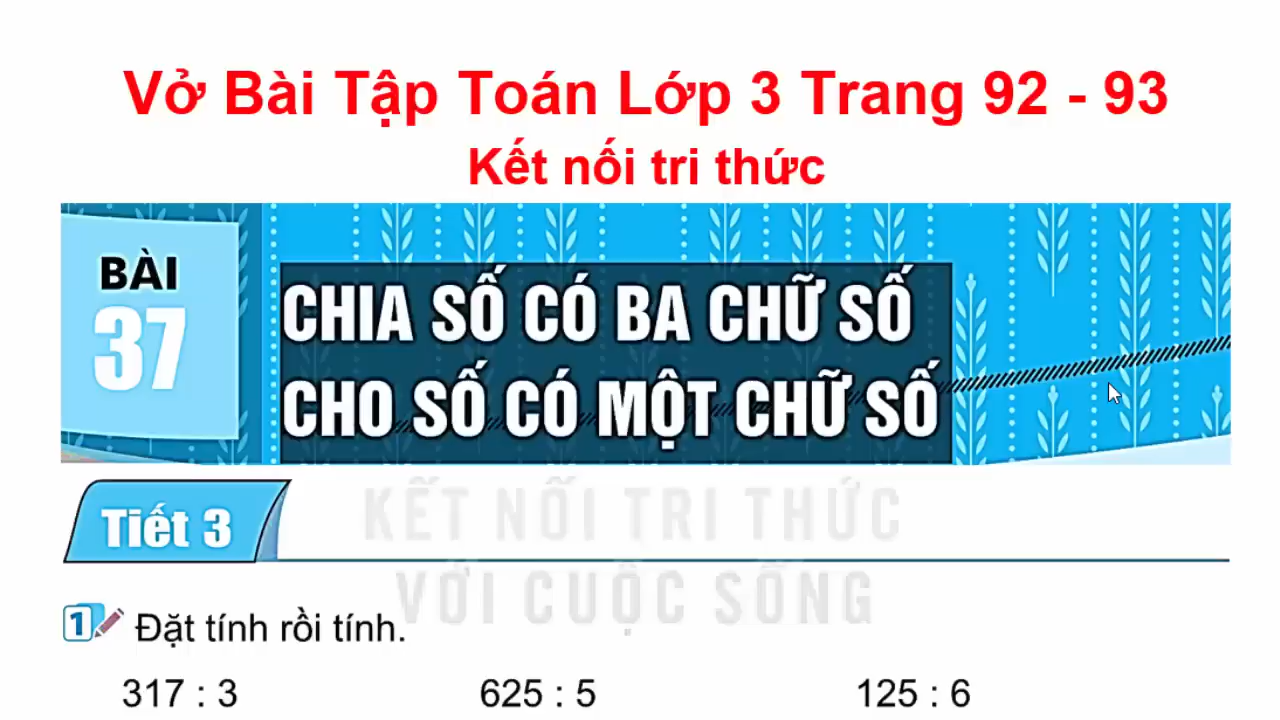 Vở Bài Tập Toán Lớp 3 Trang 92 - 93
Kết nối tri thức
BÀI
37
CHIA SỐ CÓ BA CHỮ SỐ
CHO SỐ CÓ MỘT CHỮ SỐ
KẾT NỐI TRI THỨC
VỚI CUỘC SỐNG
Tiết 3
1 Đặt tính rồi tính.
317 : 3 625 : 5 125 : 6